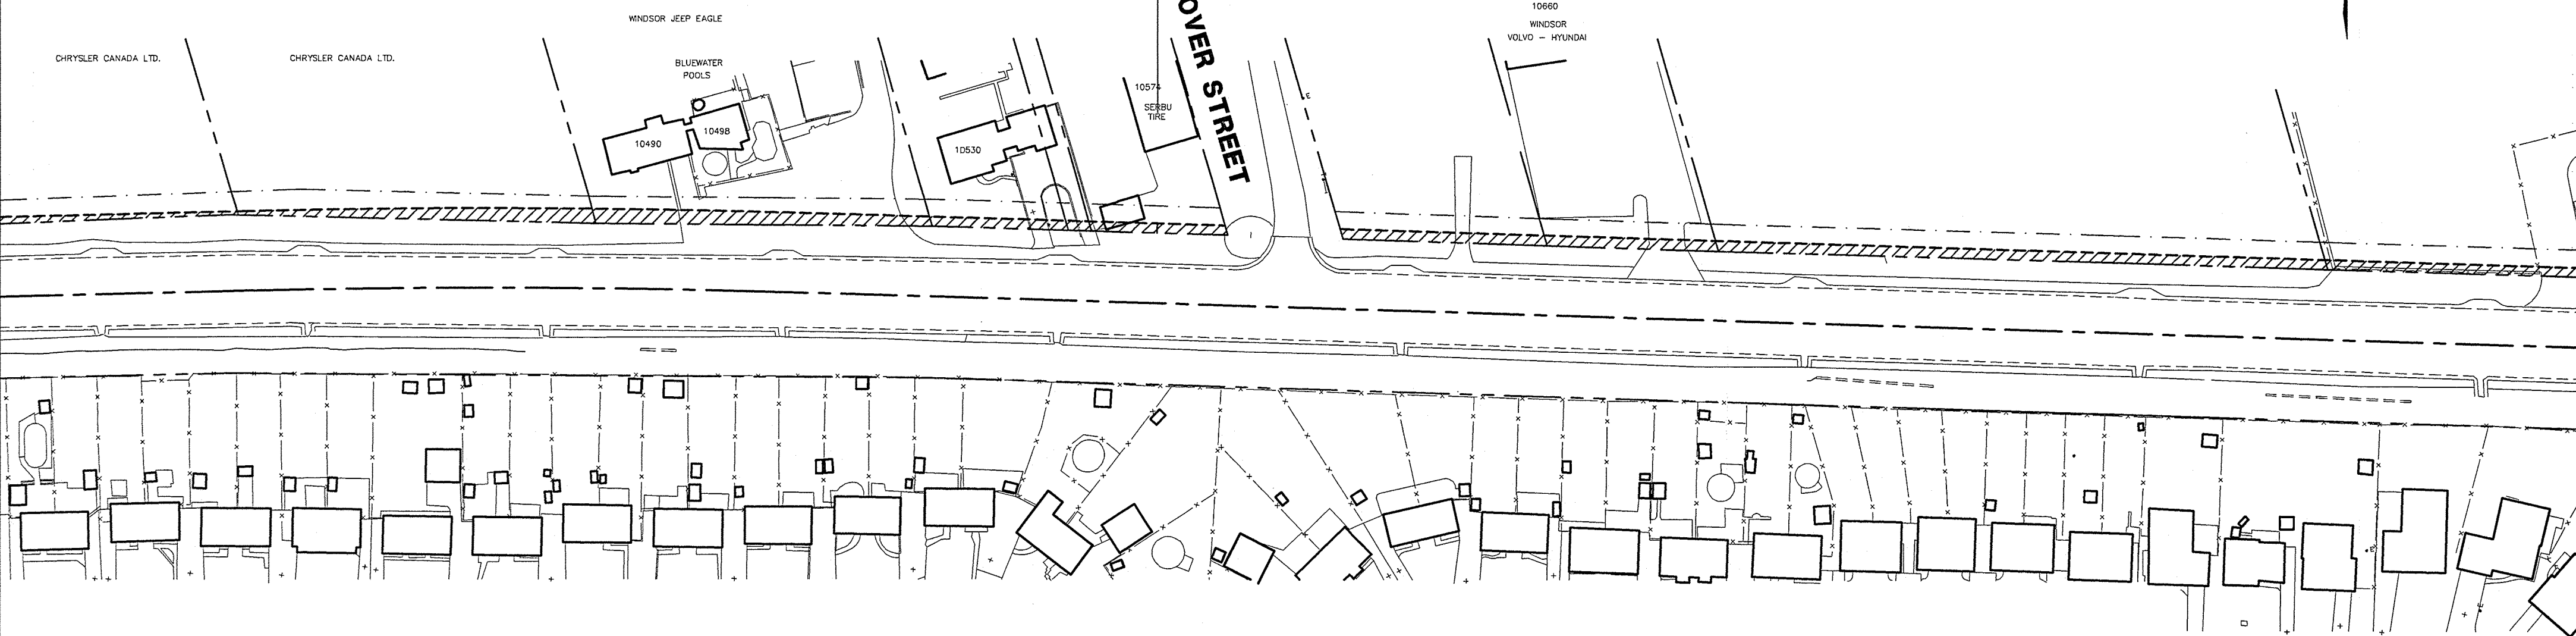 CHRYSLER CANADA LTD.
CHRYSLER CANADA LTD.
WINDSOR JEEP EAGLE
BLUEWATER
POOLS
10490
10498
1D530
10574
SERBU
TIRE
OVER STREET
10660
WINDSOR
VOLVO - HYUNDAI